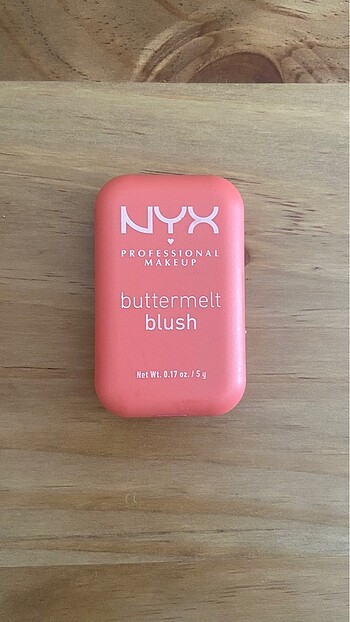 NYX
PROFESSIONAL
MAKEUP
buttermelt
blush
Net Wt. 0.17 oz. / 5 g